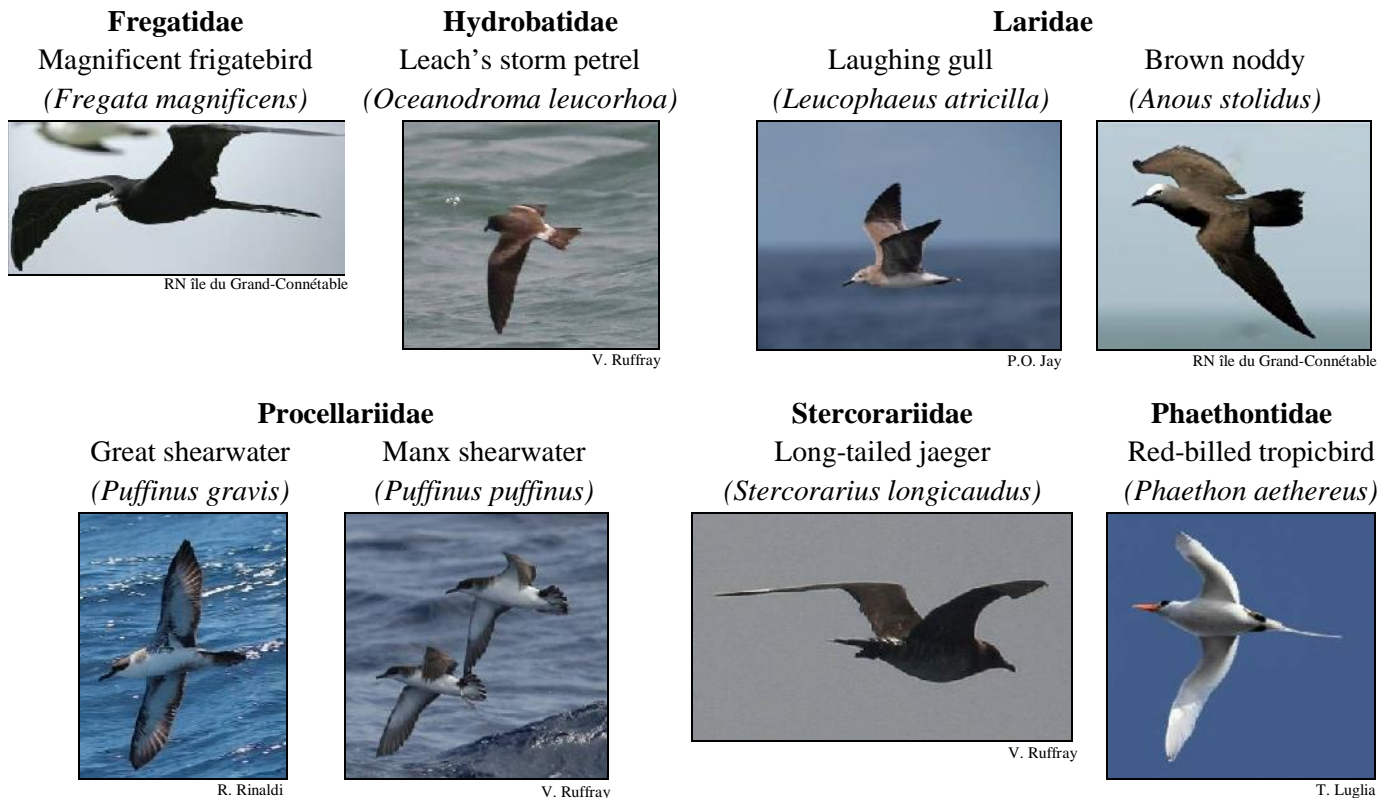 Fregatidae
Magnificent frigatebird
(Fregata magnificens)
RN île du Grand-Connétable
Hydrobatidae
Leach's storm petrel
(Oceanodroma leucorhoa)
V. Ruffray
Laridae
Laughing gull
(Leucophaeus atricilla)
P.O. Jay
Brown noddy
(Anous stolidus)
RN île du Grand-Connétable
Procellariidae
Great shearwater
(Puffinus gravis)
R. Rinaldi
Manx shearwater
(Puffinus puffinus)
V. Ruffray
Stercorariidae
Long-tailed jaeger
(Stercorarius longicaudus)
V. Ruffray
Phaethontidae
Red-billed tropicbird
(Phaethon aethereus)
T. Luglia